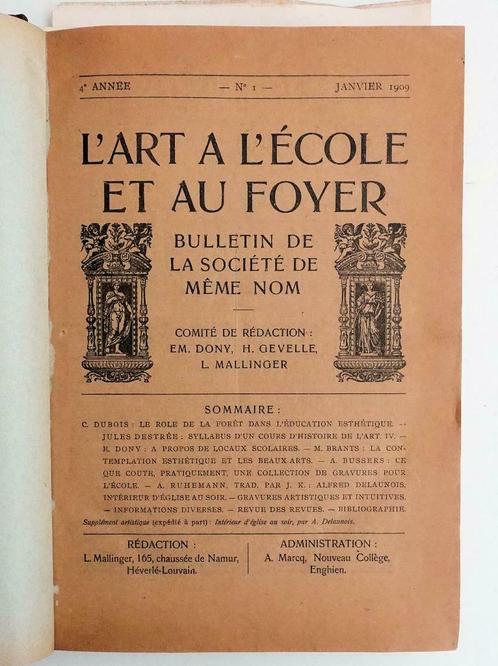 4e ANNÉE — No 1 — JANVIER 1909
L'ART A L'ÉCOLE
ET AU FOYER
BULLETIN DE
LA SOCIÉTÉ DE
MÊME NOM
COMITÉ DE RÉDACTION :
EM. DONY, H. GEVELLE,
L. MALLINGER
SOMMAIRE :
C. DUBOIS : LE ROLE DE LA FORÊT DANS L'ÉDUCATION ESTHÉTIQUE. —
JULES DESTRÉE : SYLLABUS D'UN COURS D'HISTOIRE DE L'ART. IV. —
E. DONY : A PROPOS DE LOCAUX SCOLAIRES. — M. BRANTS : LA CON-
TEMPLATION ESTHÉTIQUE ET LES BEAUX-ARTS. — A. BUSSERS : CE
QUE COUTE, PRATIQUEMENT, UNE COLLECTION DE GRAVURES POUR
L'ÉCOLE. — A. RUHEMANN, TRAD. PAR J. K. : ALFRED DELAUNOIS,
INTÉRIEUR D'ÉGLISE AU SOIR. — GRAVURES ARTISTIQUES ET INTUITIVES.
— INFORMATIONS DIVERSES. — REVUE DES REVUES. — BIBLIOGRAPHIE.
Supplément artistique (expédié à part) : Intérieur d'église au soir, par A. Delaunois.
RÉDACTION :
L. Mallinger, 165, chaussée de Namur,
Héverlé-Louvain.
ADMINISTRATION :
A. Marcq, Nouveau Collège,
Enghien.